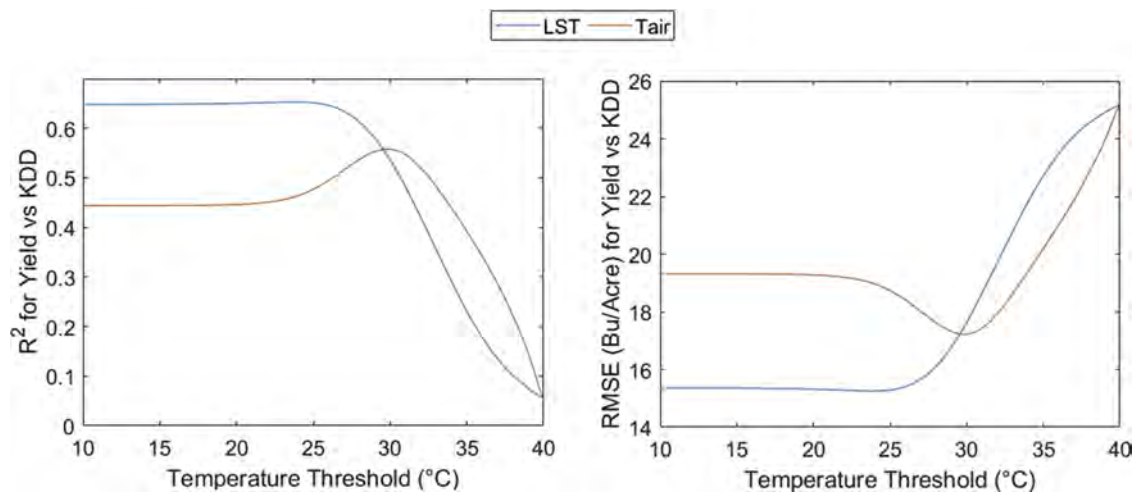 LST Tair
R² for Yield vs KDD
0.6
0.5
0.4
0.3
0.2
0.1
0
10 15 20 25 30 35 40
Temperature Threshold (°C)
RMSE (Bu/Acre) for Yield vs KDD
26
24
22
20
18
16
14
10 15 20 25 30 35 40
Temperature Threshold (°C)